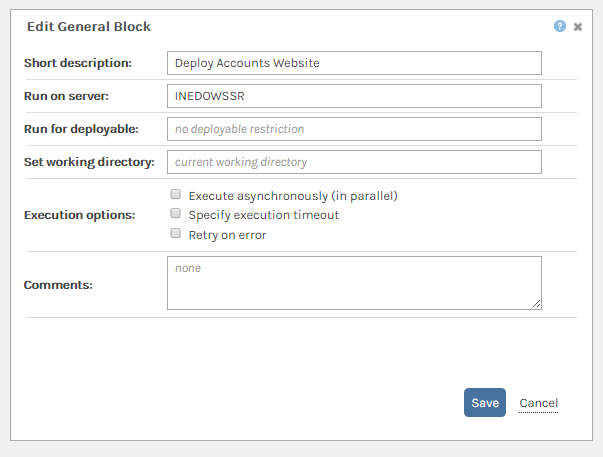 Edit General Block
Short description: Deploy Accounts Website
Run on server: INEDOWSSR
Run for deployable: no deployable restriction
Set working directory: current working directory
Execution options:
Execute asynchronously (in parallel)
Specify execution timeout
Retry on error
Comments: none
Save Cancel